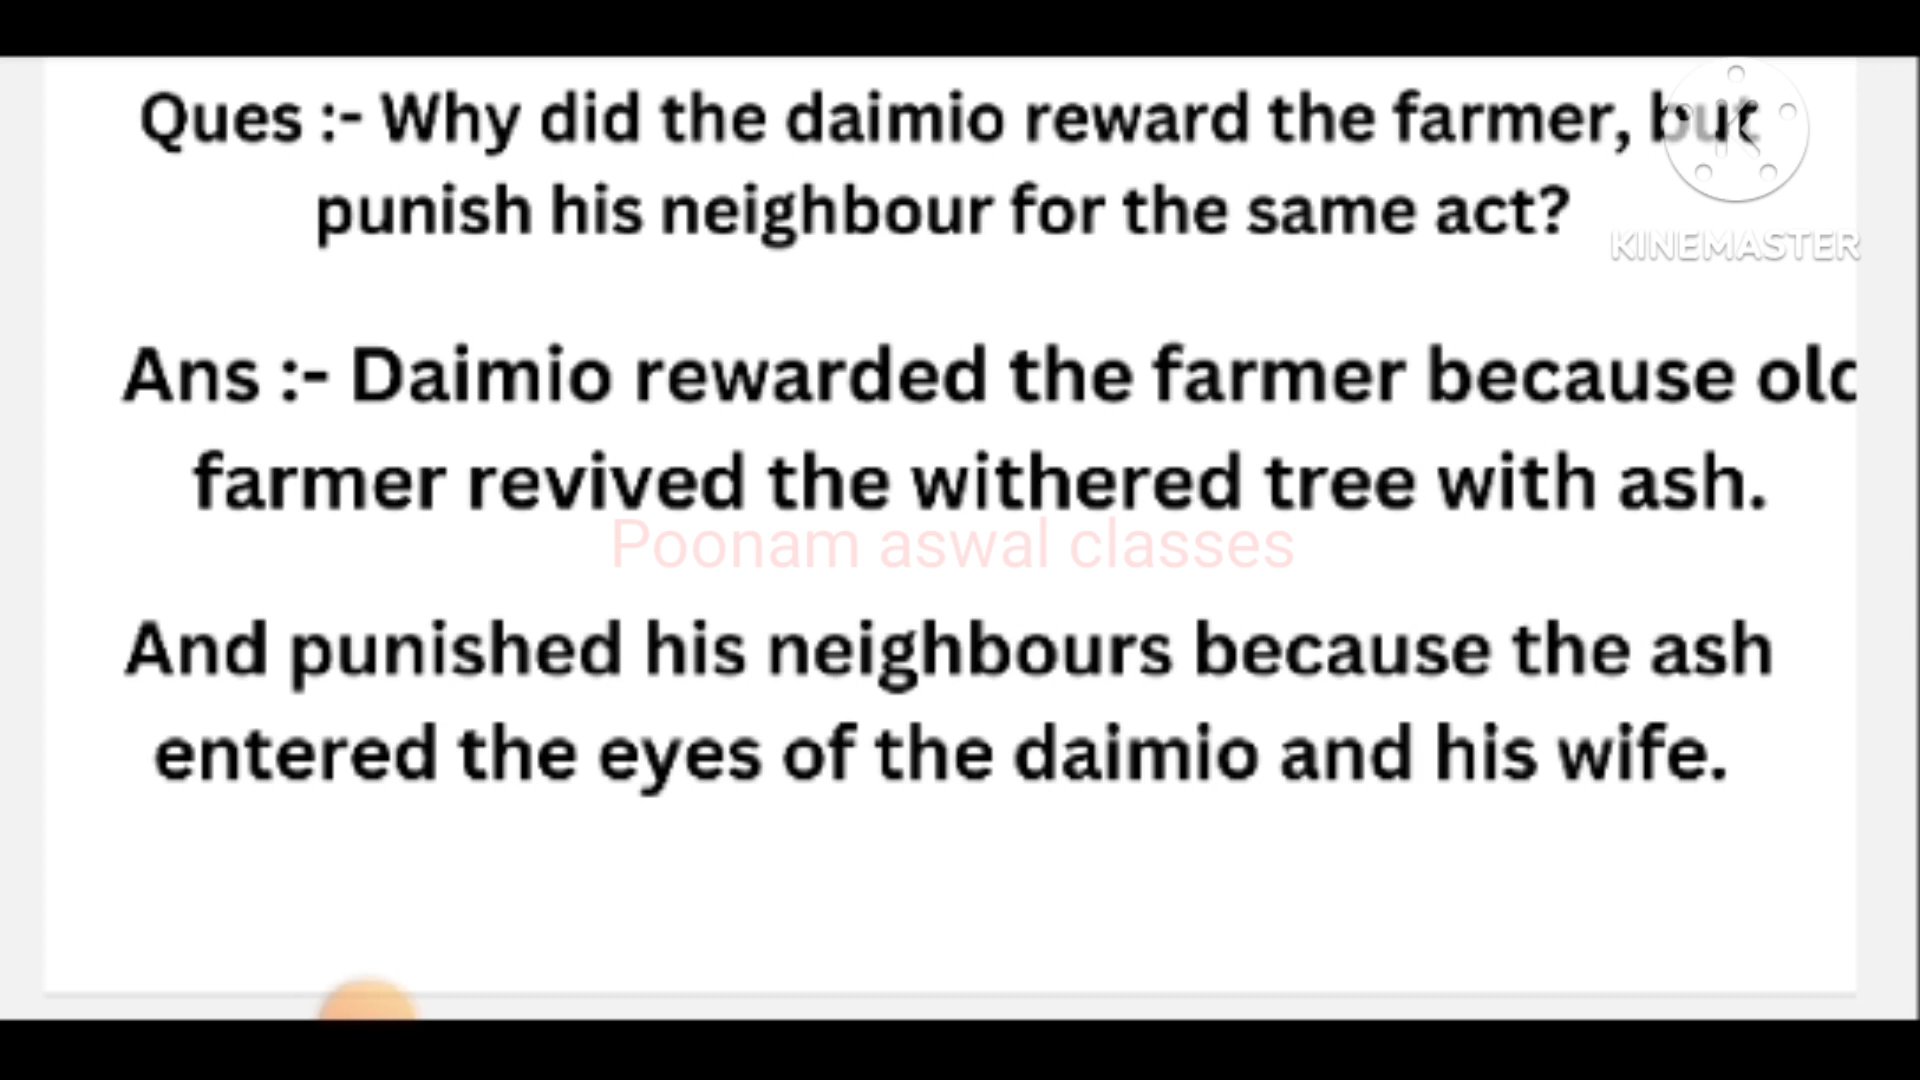 Ques :- Why did the daimio reward the farmer, but
punish his neighbour for the same act?
KINEMASTER
Ans :- Daimio rewarded the farmer because old
farmer revived the withered tree with ash.
Poonam aswal classes
And punished his neighbours because the ash
entered the eyes of the daimio and his wife.